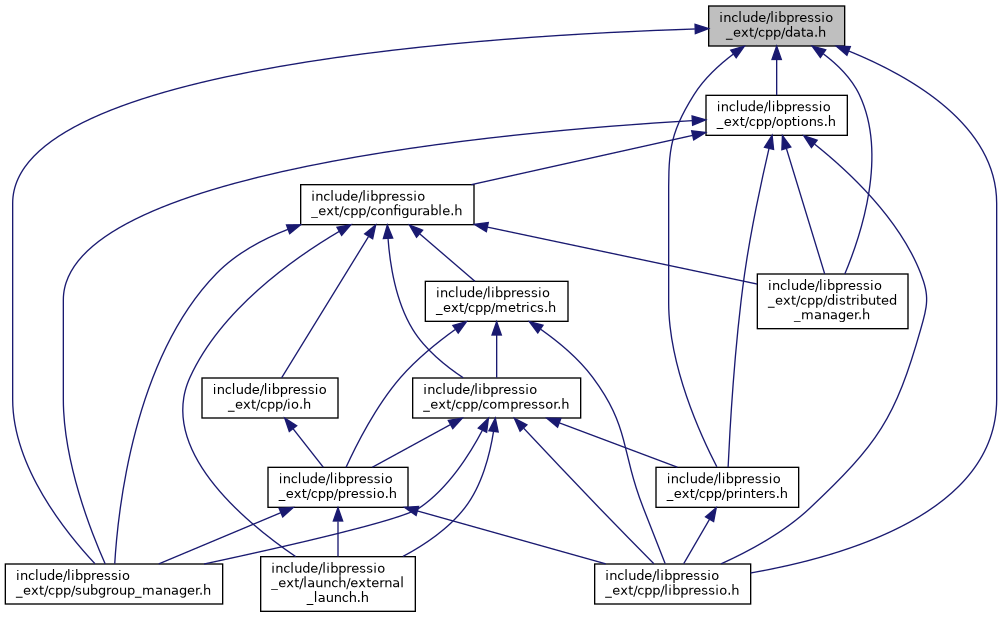 include/libpressio
_ext/cpp/data.h
include/libpressio
_ext/cpp/options.h
include/libpressio
_ext/cpp/configurable.h
include/libpressio
_ext/cpp/distributed
_manager.h
include/libpressio
_ext/cpp/metrics.h
include/libpressio
_ext/cpp/io.h
include/libpressio
_ext/cpp/compressor.h
include/libpressio
_ext/cpp/pressio.h
include/libpressio
_ext/cpp/printers.h
include/libpressio
_ext/cpp/subgroup_manager.h
include/libpressio
_ext/launch/external
_launch.h
include/libpressio
_ext/cpp/libpressio.h